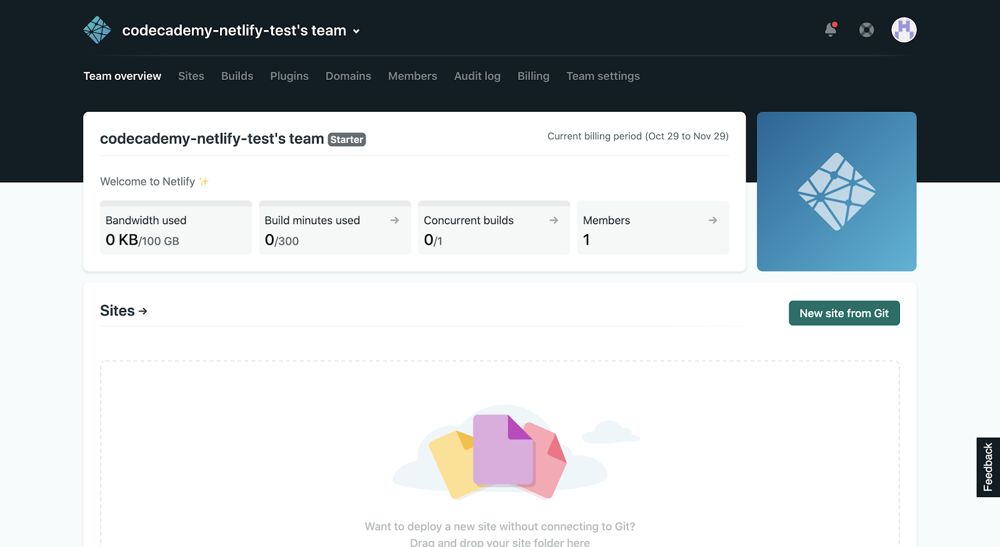 codecademy-netlify-test's team
Team overview Sites Builds Plugins Domains Members Audit log Billing Team settings
codecademy-netlify-test's team Starter
Current billing period (Oct 29 to Nov 29)
Welcome to Netlify ✨
Bandwidth used
0 KB/100 GB
Build minutes used →
0/300
Concurrent builds →
0/1
Members →
1
Sites →
New site from Git
Want to deploy a new site without connecting to Git?
Drag and drop your site folder here
Feedback